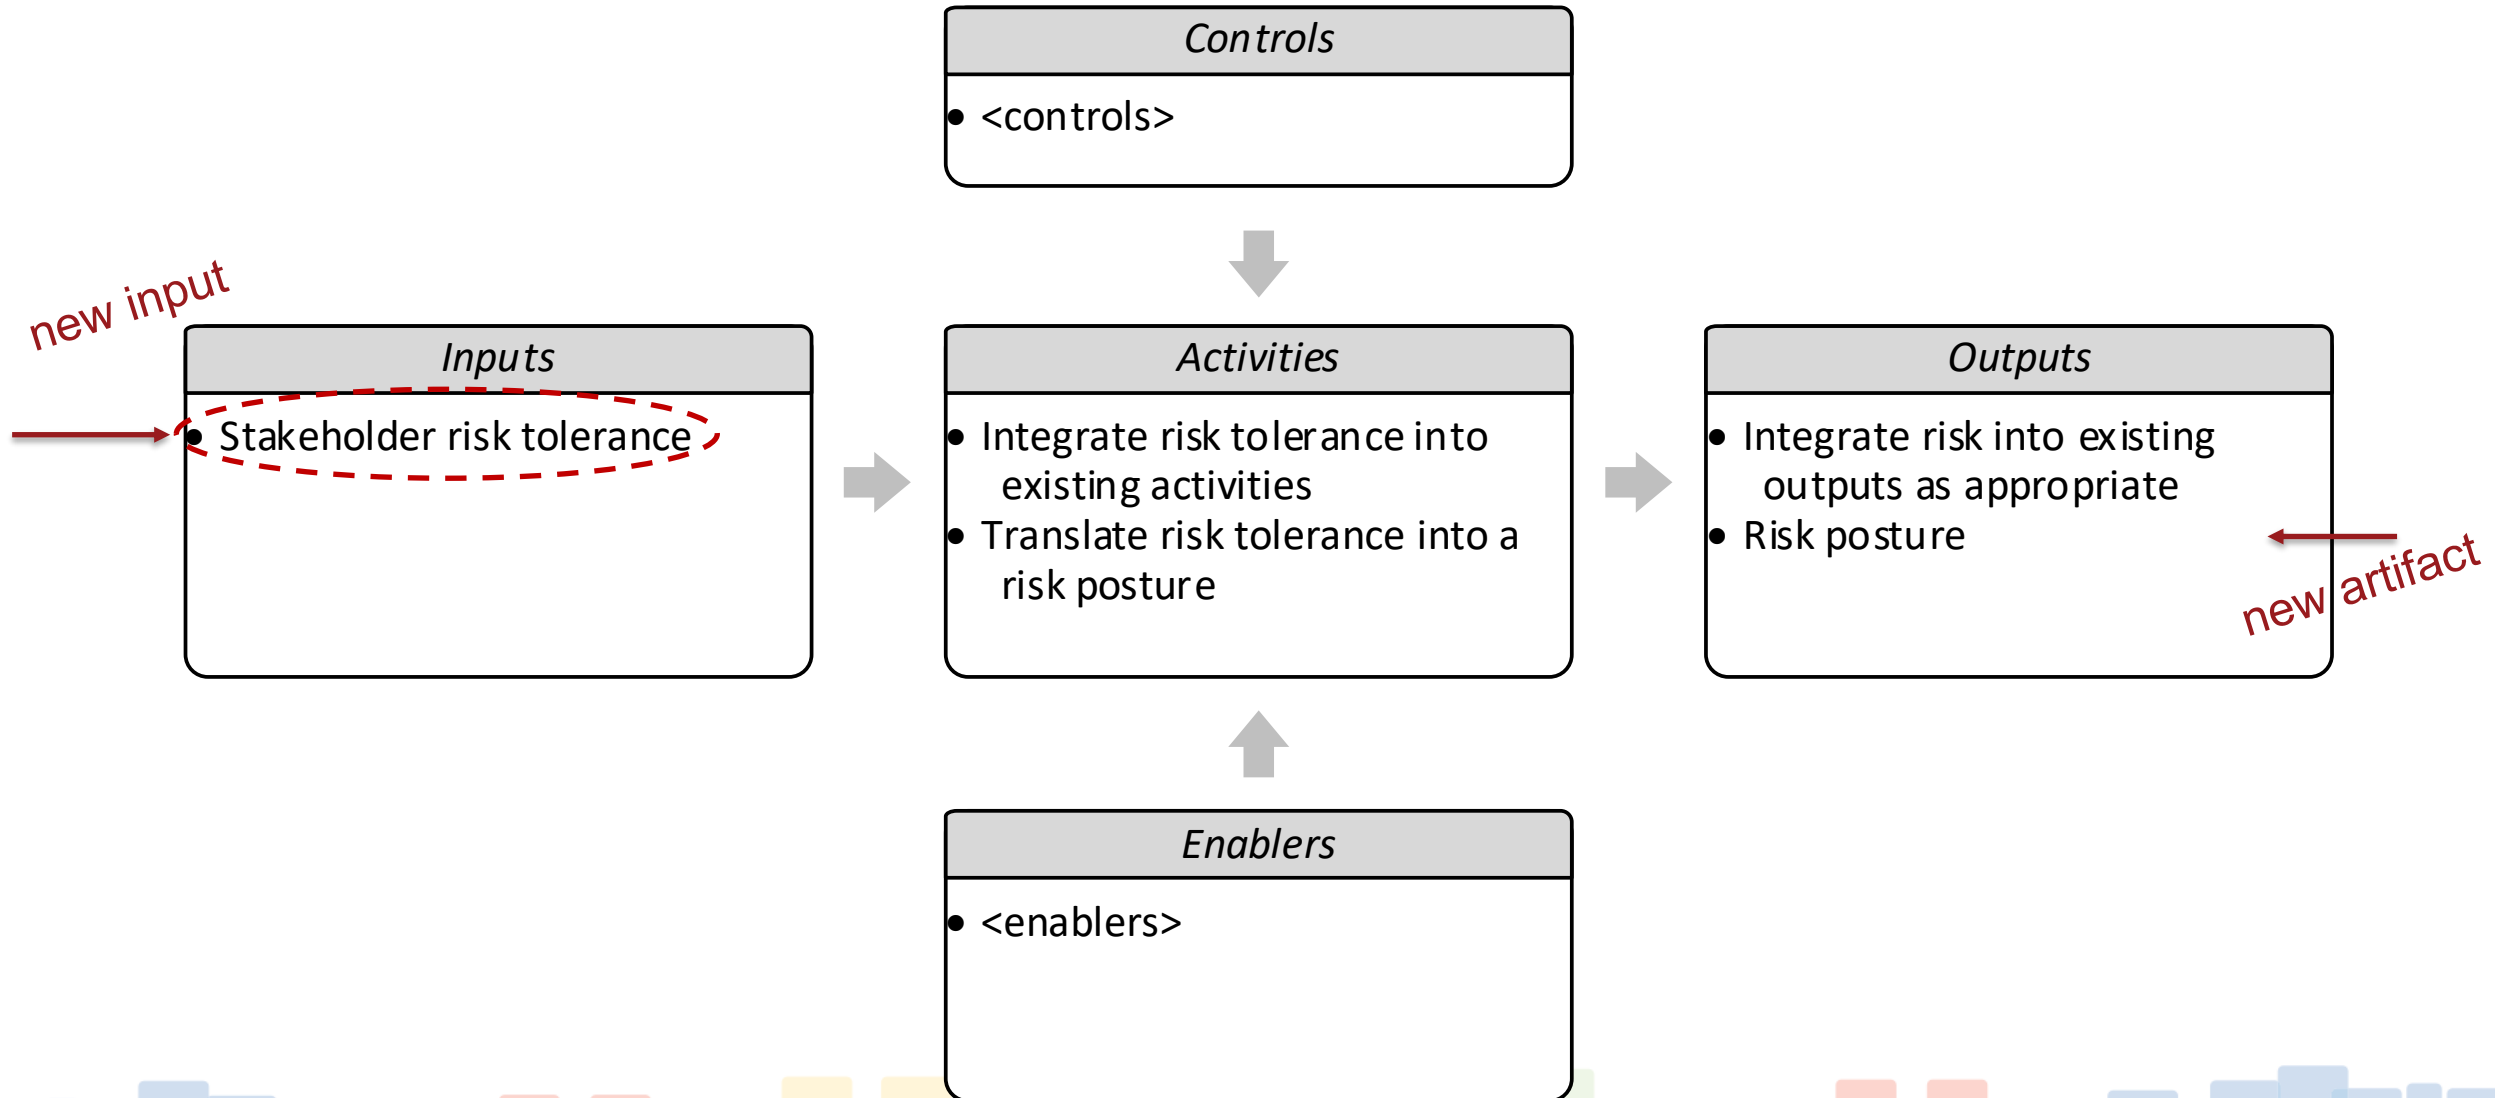 Controls
• <controls>
new input
Inputs
• Stakeholder risk tolerance
Activities
• Integrate risk tolerance into
existing activities
• Translate risk tolerance into a
risk posture
Outputs
• Integrate risk into existing
outputs as appropriate
• Risk posture
new artifact
Enablers
• <enablers>